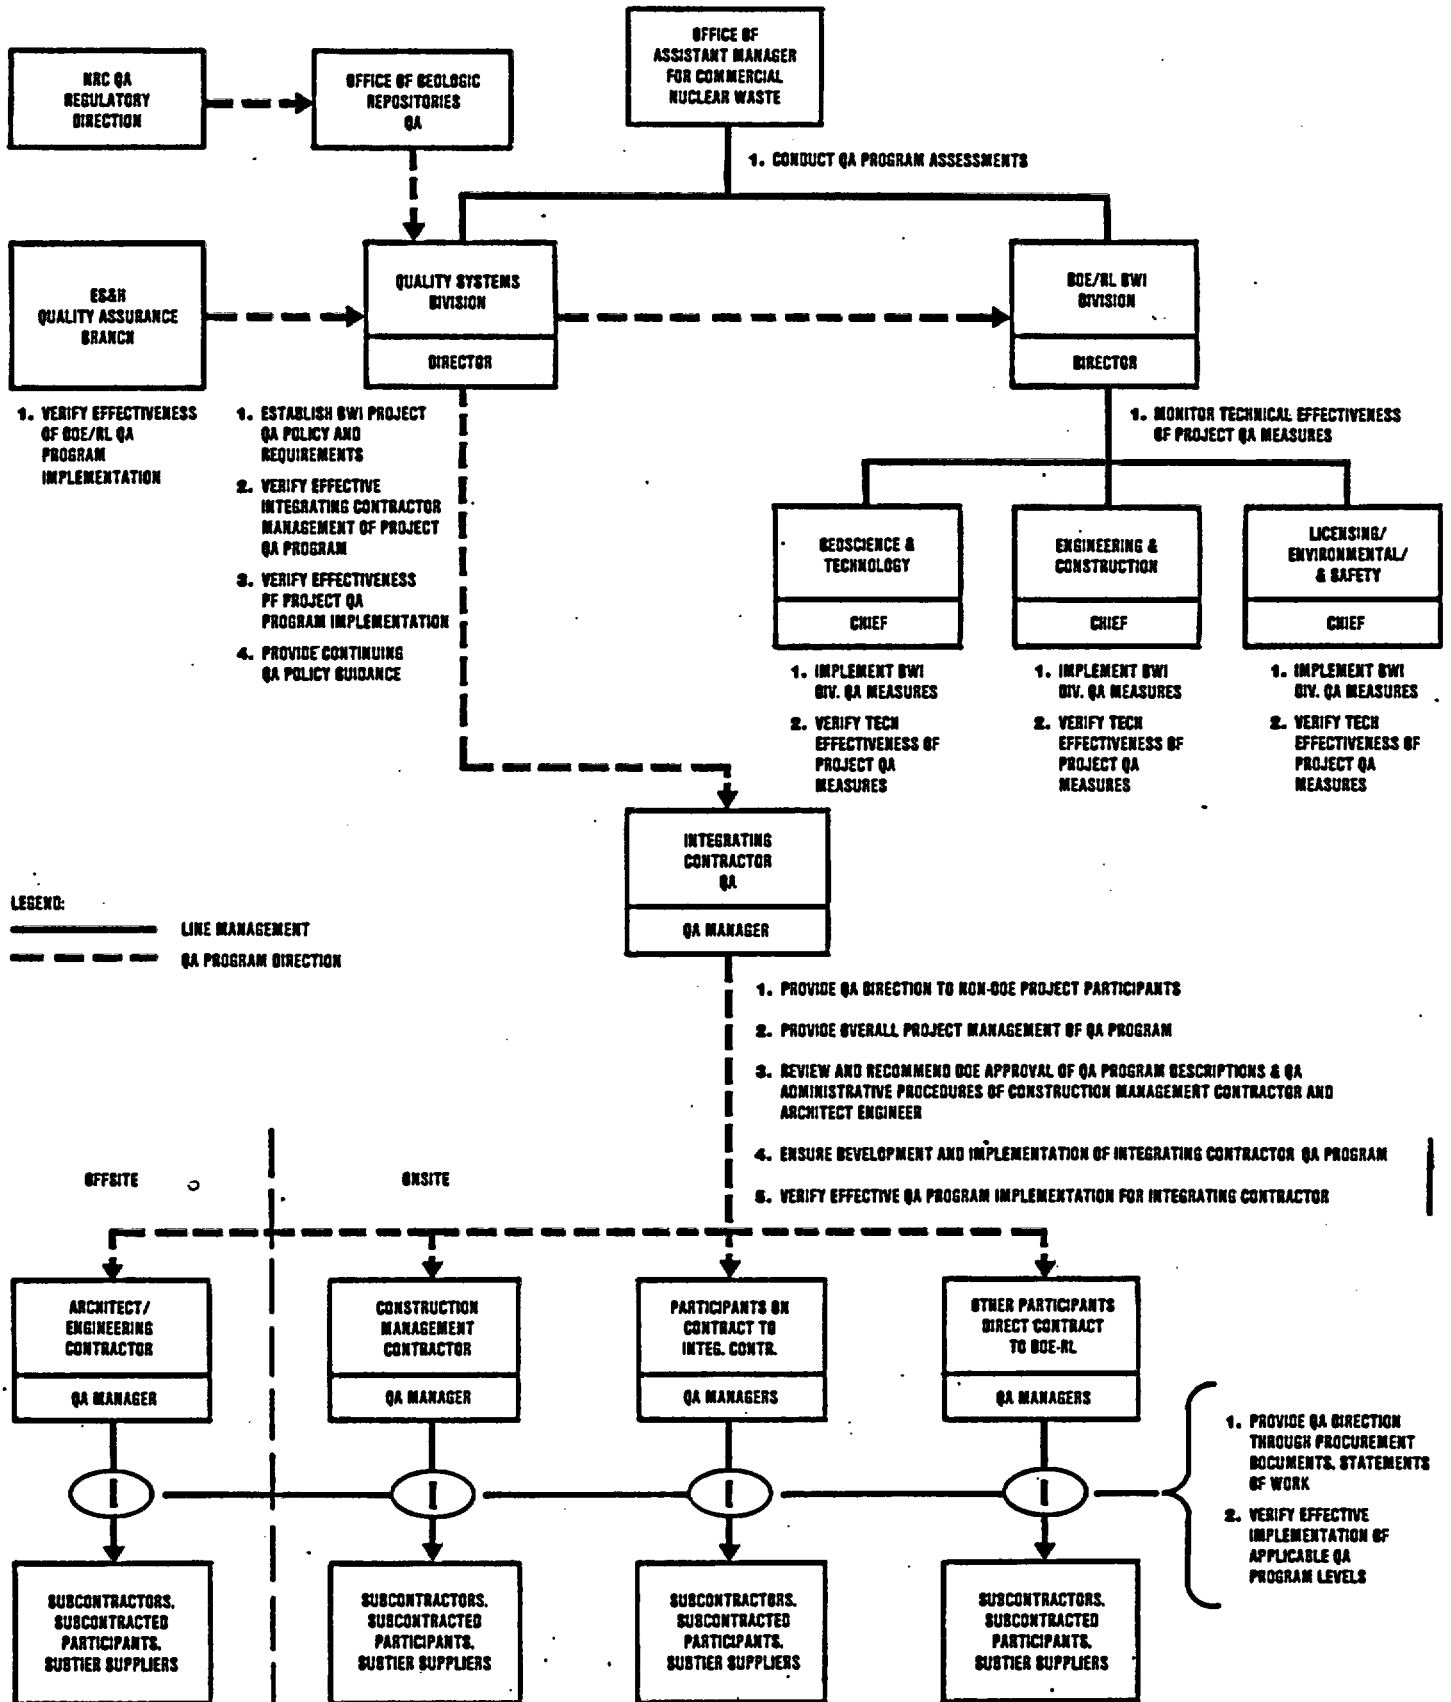 OFFICE OF
ASSISTANT MANAGER
FOR COMMERCIAL
NUCLEAR WASTE
NRC QA
REGULATORY
DIRECTION
OFFICE OF GEOLOGIC
REPOSITORIES
QA
1. CONDUCT QA PROGRAM ASSESSMENTS
ES&H
QUALITY ASSURANCE
BRANCH
QUALITY SYSTEMS
DIVISION
DIRECTOR
DOE/RL BWI
DIVISION
DIRECTOR
1. VERIFY EFFECTIVENESS
OF DOE/RL QA
PROGRAM
IMPLEMENTATION
1. ESTABLISH BWI PROJECT
QA POLICY AND
REQUIREMENTS
2. VERIFY EFFECTIVE
INTEGRATING CONTRACTOR
MANAGEMENT OF PROJECT
QA PROGRAM
3. VERIFY EFFECTIVENESS
PF PROJECT QA
PROGRAM IMPLEMENTATION
4. PROVIDE CONTINUING
QA POLICY GUIDANCE
1. MONITOR TECHNICAL EFFECTIVENESS
OF PROJECT QA MEASURES
GEOSCIENCE &
TECHNOLOGY
CHIEF
ENGINEERING &
CONSTRUCTION
CHIEF
LICENSING/
ENVIRONMENTAL/
& SAFETY
CHIEF
1. IMPLEMENT BWI
DIV. QA MEASURES
2. VERIFY TECH
EFFECTIVENESS OF
PROJECT QA
MEASURES
1. IMPLEMENT BWI
DIV. QA MEASURES
2. VERIFY TECH
EFFECTIVENESS OF
PROJECT QA
MEASURES
1. IMPLEMENT BWI
DIV. QA MEASURES
2. VERIFY TECH
EFFECTIVENESS OF
PROJECT QA
MEASURES
INTEGRATING
CONTRACTOR
QA
QA MANAGER
LEGEND:
LINE MANAGEMENT
QA PROGRAM DIRECTION
1. PROVIDE QA DIRECTION TO NON-DOE PROJECT PARTICIPANTS
2. PROVIDE OVERALL PROJECT MANAGEMENT OF QA PROGRAM
3. REVIEW AND RECOMMEND DOE APPROVAL OF QA PROGRAM DESCRIPTIONS & QA
ADMINISTRATIVE PROCEDURES OF CONSTRUCTION MANAGEMENT CONTRACTOR AND
ARCHITECT ENGINEER
4. ENSURE DEVELOPMENT AND IMPLEMENTATION OF INTEGRATING CONTRACTOR QA PROGRAM
5. VERIFY EFFECTIVE QA PROGRAM IMPLEMENTATION FOR INTEGRATING CONTRACTOR
OFFSITE
ONSITE
ARCHITECT/
ENGINEERING
CONTRACTOR
QA MANAGER
CONSTRUCTION
MANAGEMENT
CONTRACTOR
QA MANAGER
PARTICIPANTS ON
CONTRACT TO
INTEG. CONTR.
QA MANAGERS
OTHER PARTICIPANTS
DIRECT CONTRACT
TO DOE-RL
QA MANAGERS
1. PROVIDE QA DIRECTION
THROUGH PROCUREMENT
DOCUMENTS, STATEMENTS
OF WORK
2. VERIFY EFFECTIVE
IMPLEMENTATION OF
APPLICABLE QA
PROGRAM LEVELS
SUBCONTRACTORS,
SUBCONTRACTED
PARTICIPANTS,
SUBTIER SUPPLIERS
SUBCONTRACTORS,
SUBCONTRACTED
PARTICIPANTS,
SUBTIER SUPPLIERS
SUBCONTRACTORS,
SUBCONTRACTED
PARTICIPANTS,
SUBTIER SUPPLIERS
SUBCONTRACTORS,
SUBCONTRACTED
PARTICIPANTS,
SUBTIER SUPPLIERS